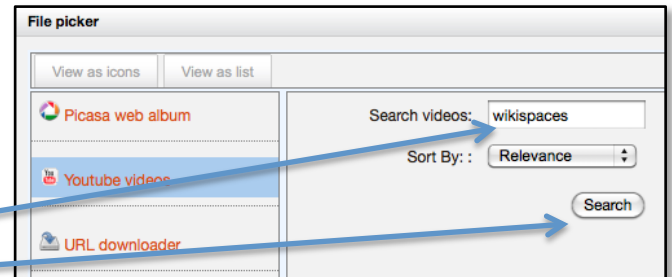 File picker
View as icons View as list
Picasa web album
Youtube videos
URL downloader
Search videos: wikispaces
Sort By: : Relevance
Search